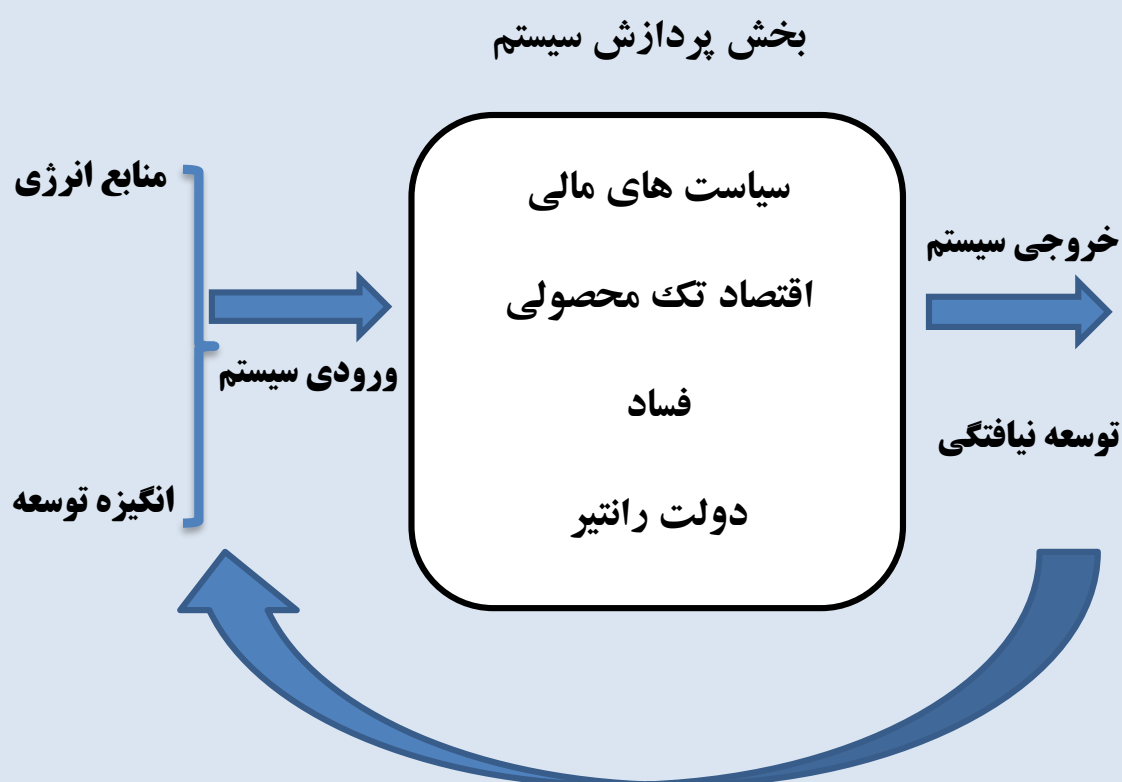 بخش پردازش سیستم
منابع انرژی
سیاست های مالی
خروجی سیستم
اقتصاد تک محصولی
ورودی سیستم
فساد
توسعه نیافتگی
انگیزه توسعه
دولت رانتیر